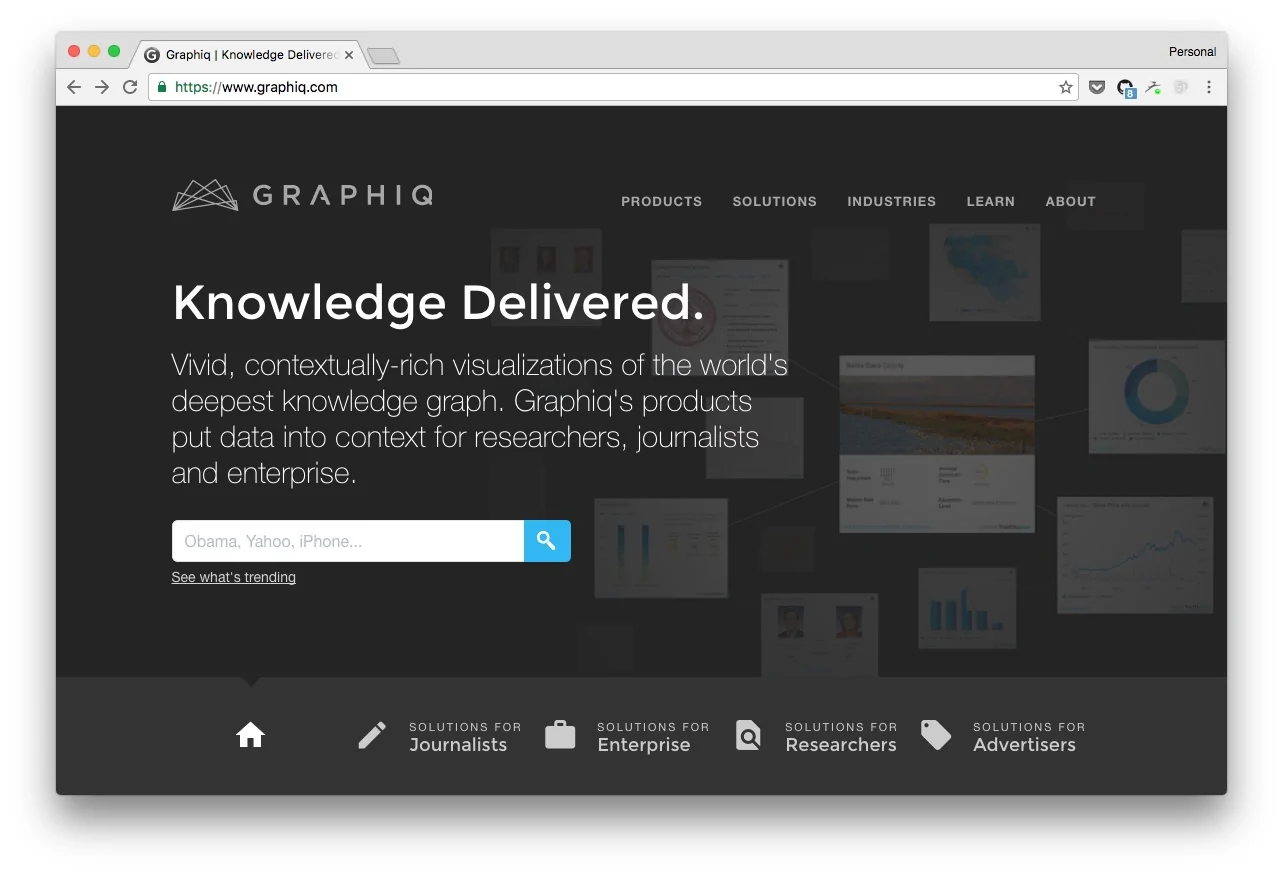 Graphiq | Knowledge Delivered
Personal
https://www.graphiq.com
8
GRAPHIQ
PRODUCTS SOLUTIONS INDUSTRIES LEARN ABOUT
Knowledge Delivered.
Vivid, contextually-rich visualizations of the world's
deepest knowledge graph. Graphiq's products
put data into context for researchers, journalists
and enterprise.
Obama, Yahoo, iPhone...
See what's trending
SOLUTIONS FOR
Journalists
SOLUTIONS FOR
Enterprise
SOLUTIONS FOR
Researchers
SOLUTIONS FOR
Advertisers